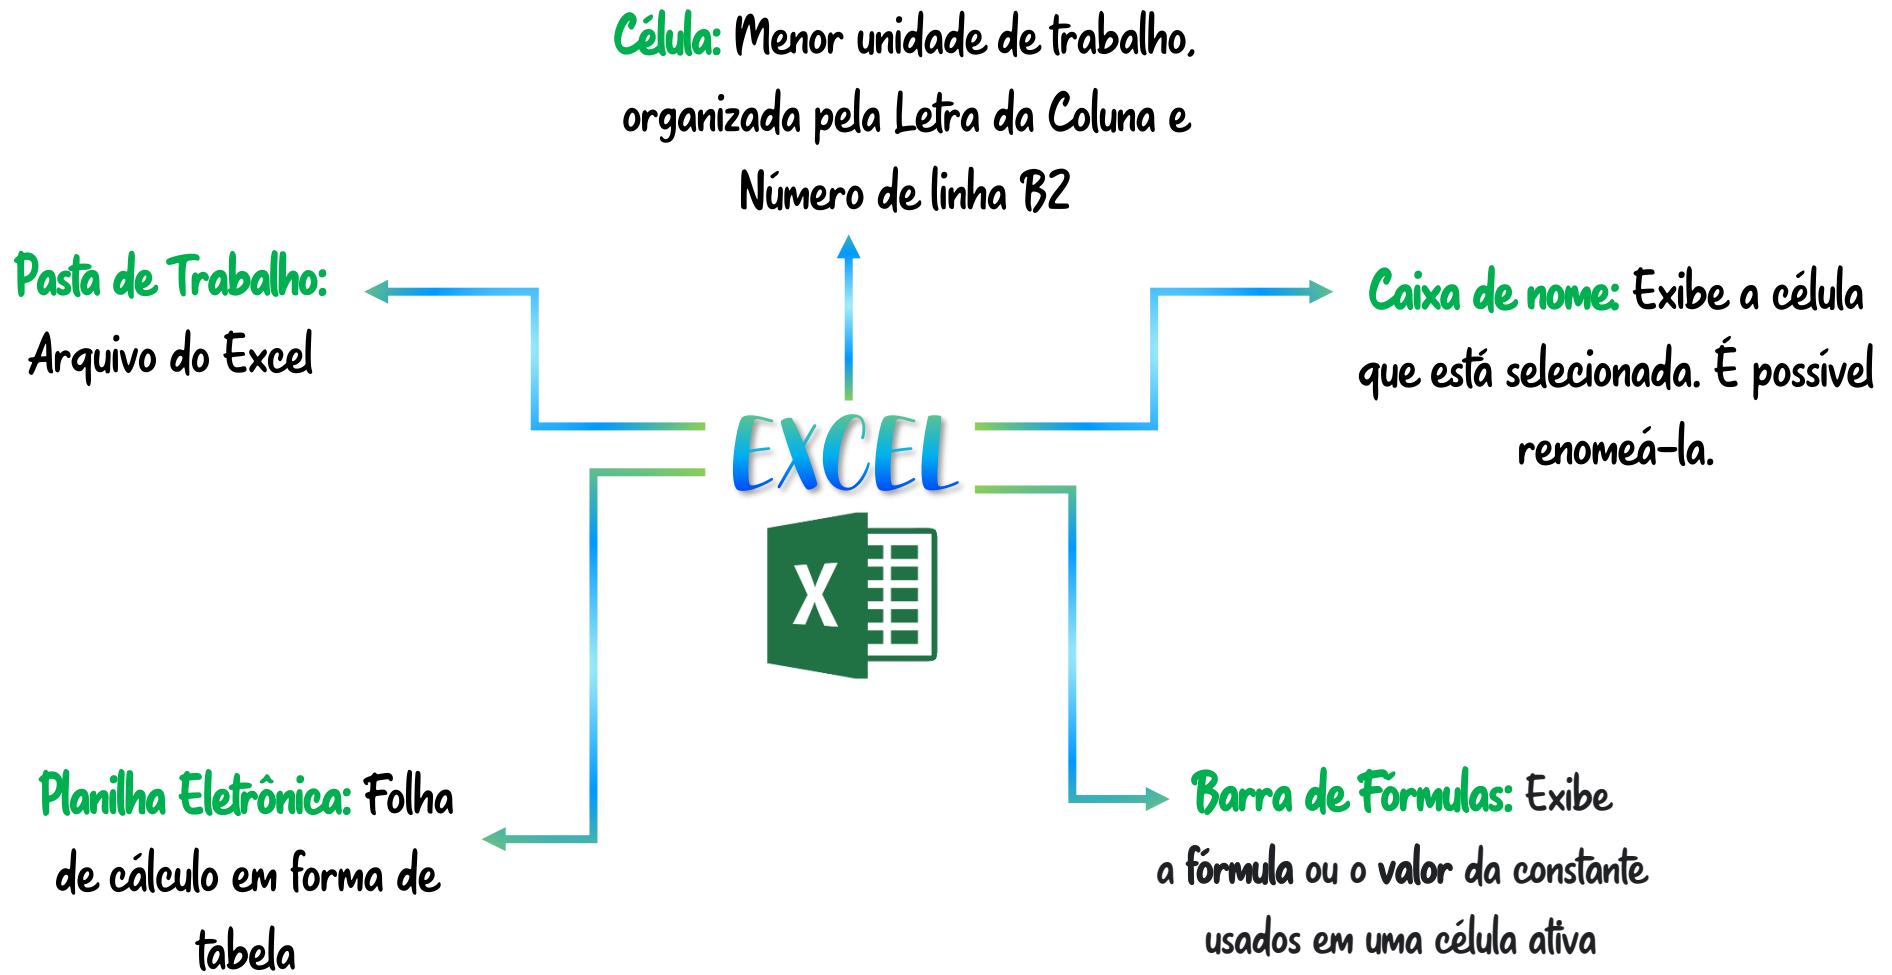 Célula: Menor unidade de trabalho,
organizada pela Letra da Coluna e
Número de linha B2
Pasta de Trabalho:
Arquivo do Excel
Caixa de nome: Exibe a célula
que está selecionada. É possível
renomeá-la.
EXCEL
X
Planilha Eletrônica: Folha
de cálculo em forma de
tabela
Barra de Fórmulas: Exibe
a fórmula ou o valor da constante
usados em uma célula ativa